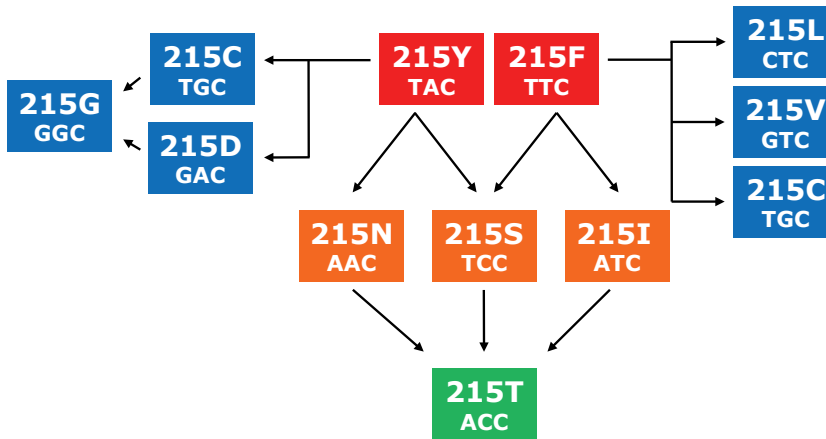 215C
TGC
215Y
TAC
215F
TTC
215L
CTC
215G
GGC
215V
GTC
215D
GAC
215C
TGC
215N
AAC
215S
TCC
215I
ATC
215T
ACC